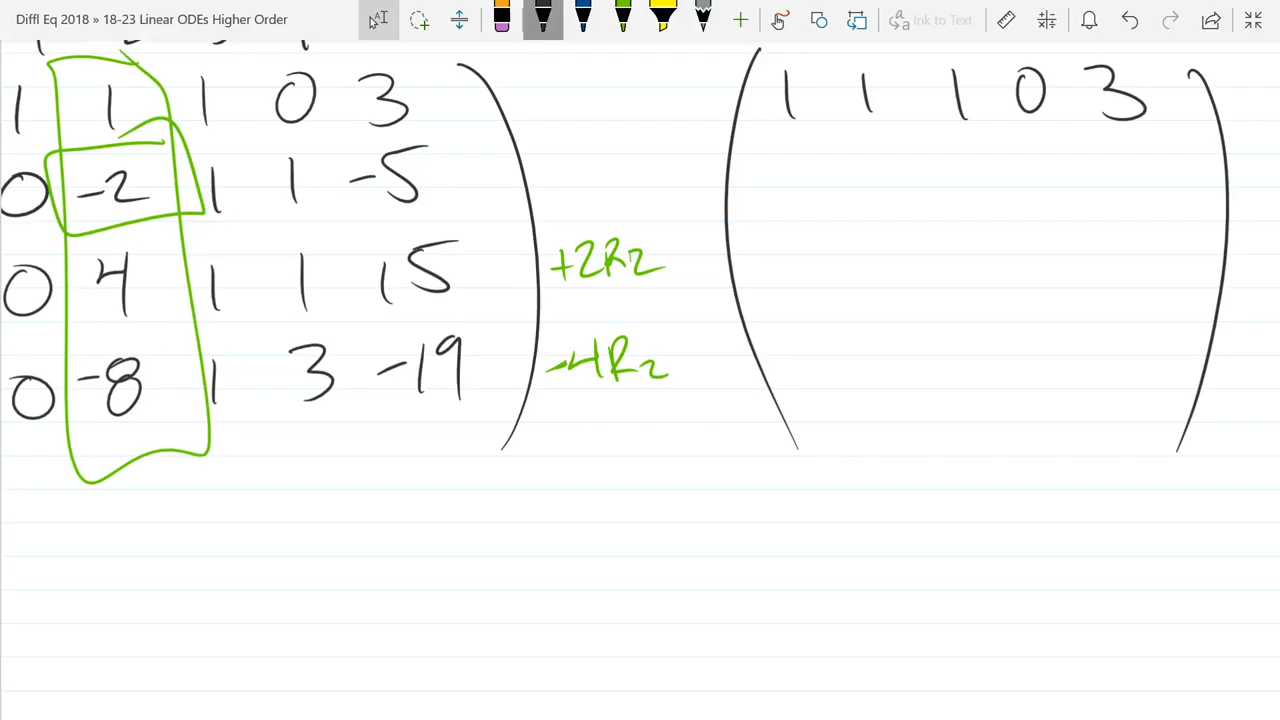 Diffl Eq 2018 » 18-23 Linear ODEs Higher Order
Link to Text
1 1 1 0 3
0 -2 1 1 -5
0 4 1 1 15 +2R2
0 -8 1 3 -19 -4R2
1 1 1 0 3